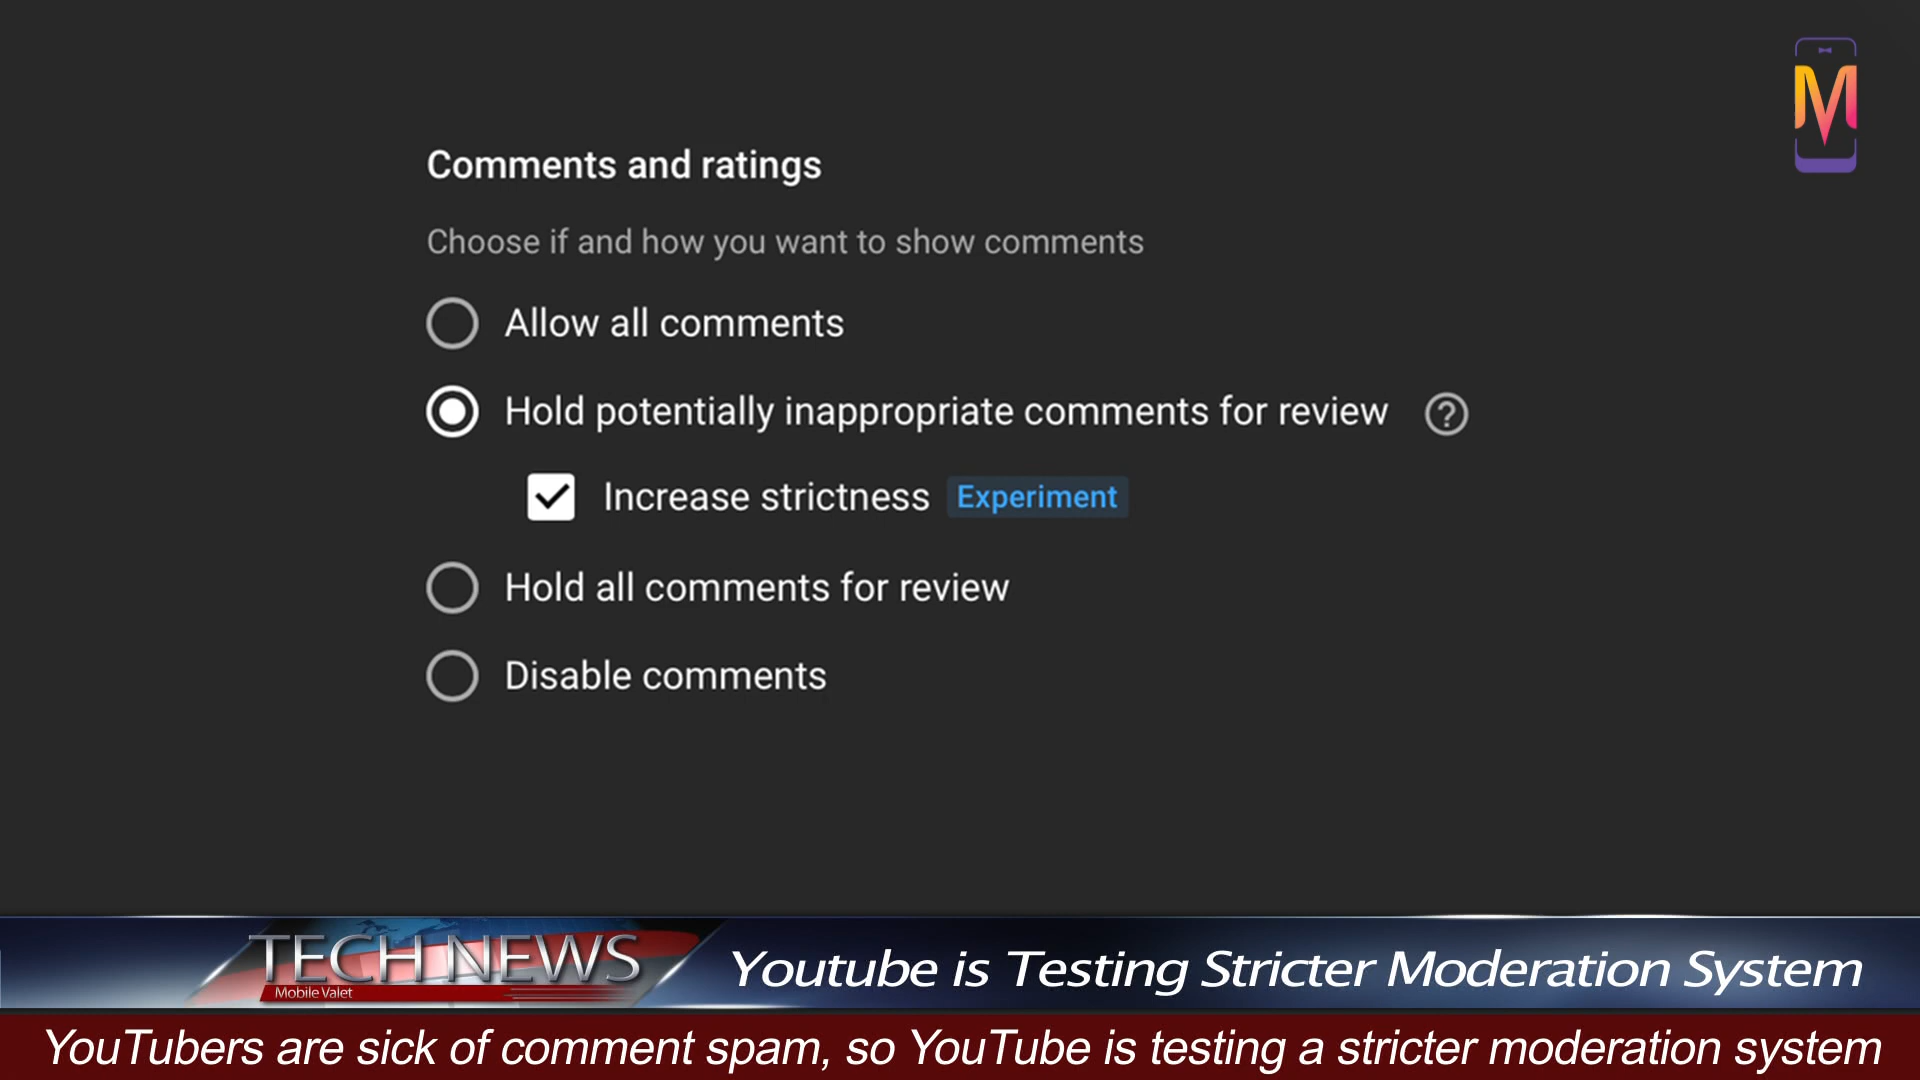 Comments and ratings
Choose if and how you want to show comments
Allow all comments
Hold potentially inappropriate comments for review ?
Increase strictness Experiment
Hold all comments for review
Disable comments
TECH NEWS
Mobile Valet
Youtube is Testing Stricter Moderation System
YouTubers are sick of comment spam, so YouTube is testing a stricter moderation system